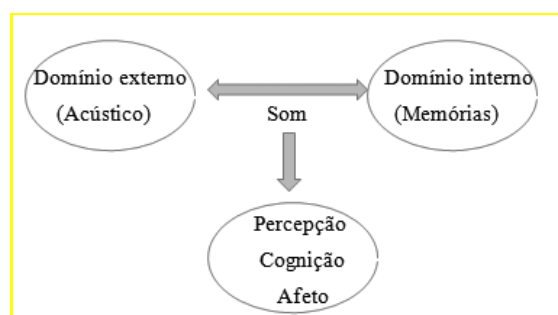 Domínio externo
(Acústico)
Som
Domínio interno
(Memórias)
Percepção
Cognição
Afeto